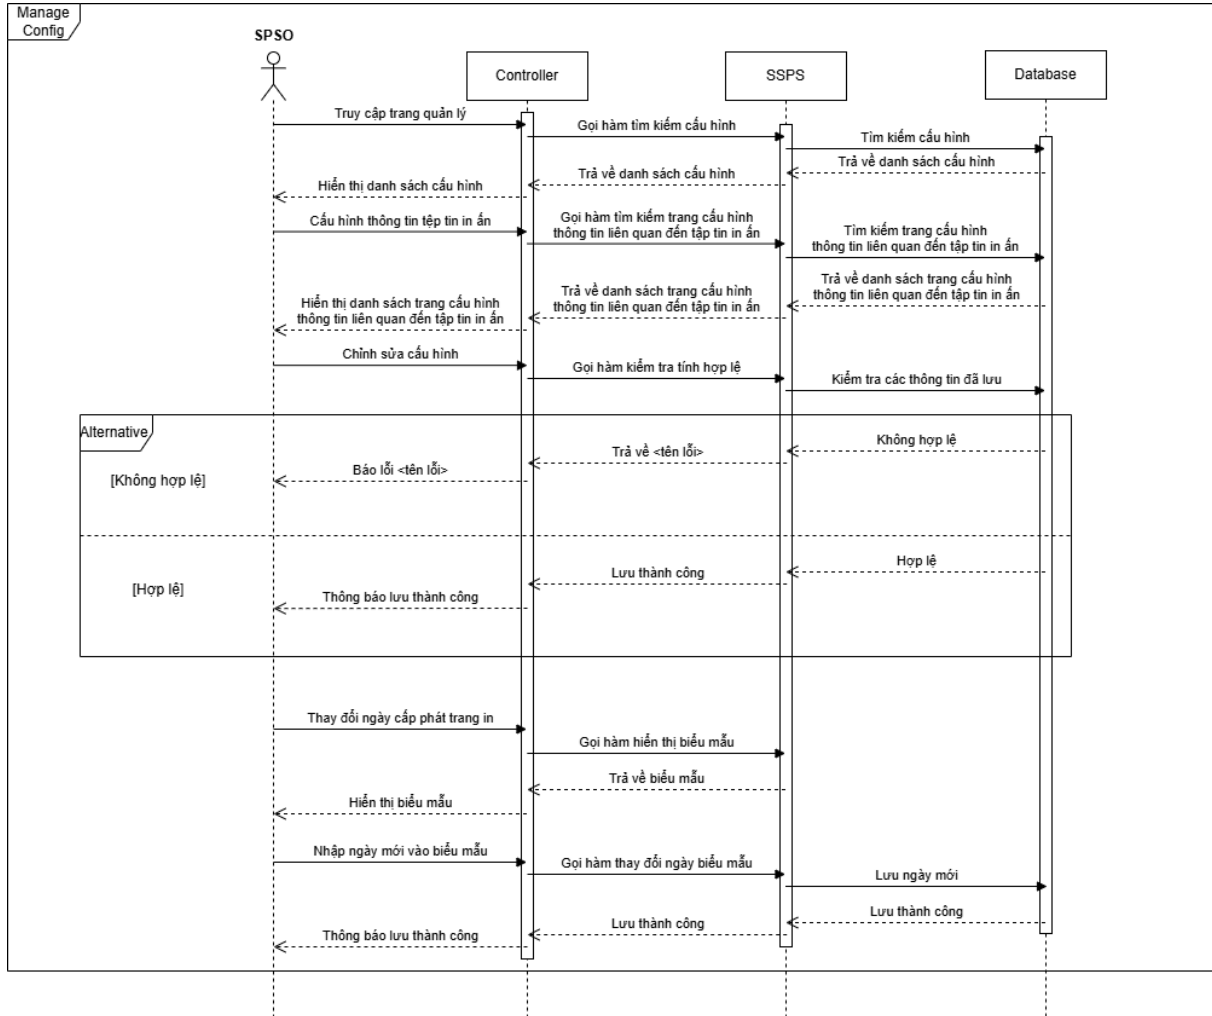 Manage
Config
SPSO
Controller
SSPS
Database
Truy cập trang quản lý
Gọi hàm tìm kiếm cấu hình
Tìm kiếm cấu hình
Trả về danh sách cấu hình
Trả về danh sách cấu hình
Hiển thị danh sách cấu hình
Cấu hình thông tin tệp tin in ấn
Gọi hàm tìm kiếm trang cấu hình
thông tin liên quan đến tập tin in ấn
Tìm kiếm trang cấu hình
thông tin liên quan đến tập tin in ấn
Trả về danh sách trang cấu hình
thông tin liên quan đến tập tin in ấn
Trả về danh sách trang cấu hình
thông tin liên quan đến tập tin in ấn
Hiển thị danh sách trang cấu hình
thông tin liên quan đến tập tin in ấn
Chỉnh sửa cấu hình
Gọi hàm kiểm tra tính hợp lệ
Kiểm tra các thông tin đã lưu
Alternative
Không hợp lệ
Trả về <tên lỗi>
Báo lỗi <tên lỗi>
[Không hợp lệ]
Hợp lệ
Lưu thành công
[Hợp lệ]
Thông báo lưu thành công
Thay đổi ngày cấp phát trang in
Gọi hàm hiển thị biểu mẫu
Trả về biểu mẫu
Hiển thị biểu mẫu
Nhập ngày mới vào biểu mẫu
Gọi hàm thay đổi ngày biểu mẫu
Lưu ngày mới
Lưu thành công
Lưu thành công
Thông báo lưu thành công